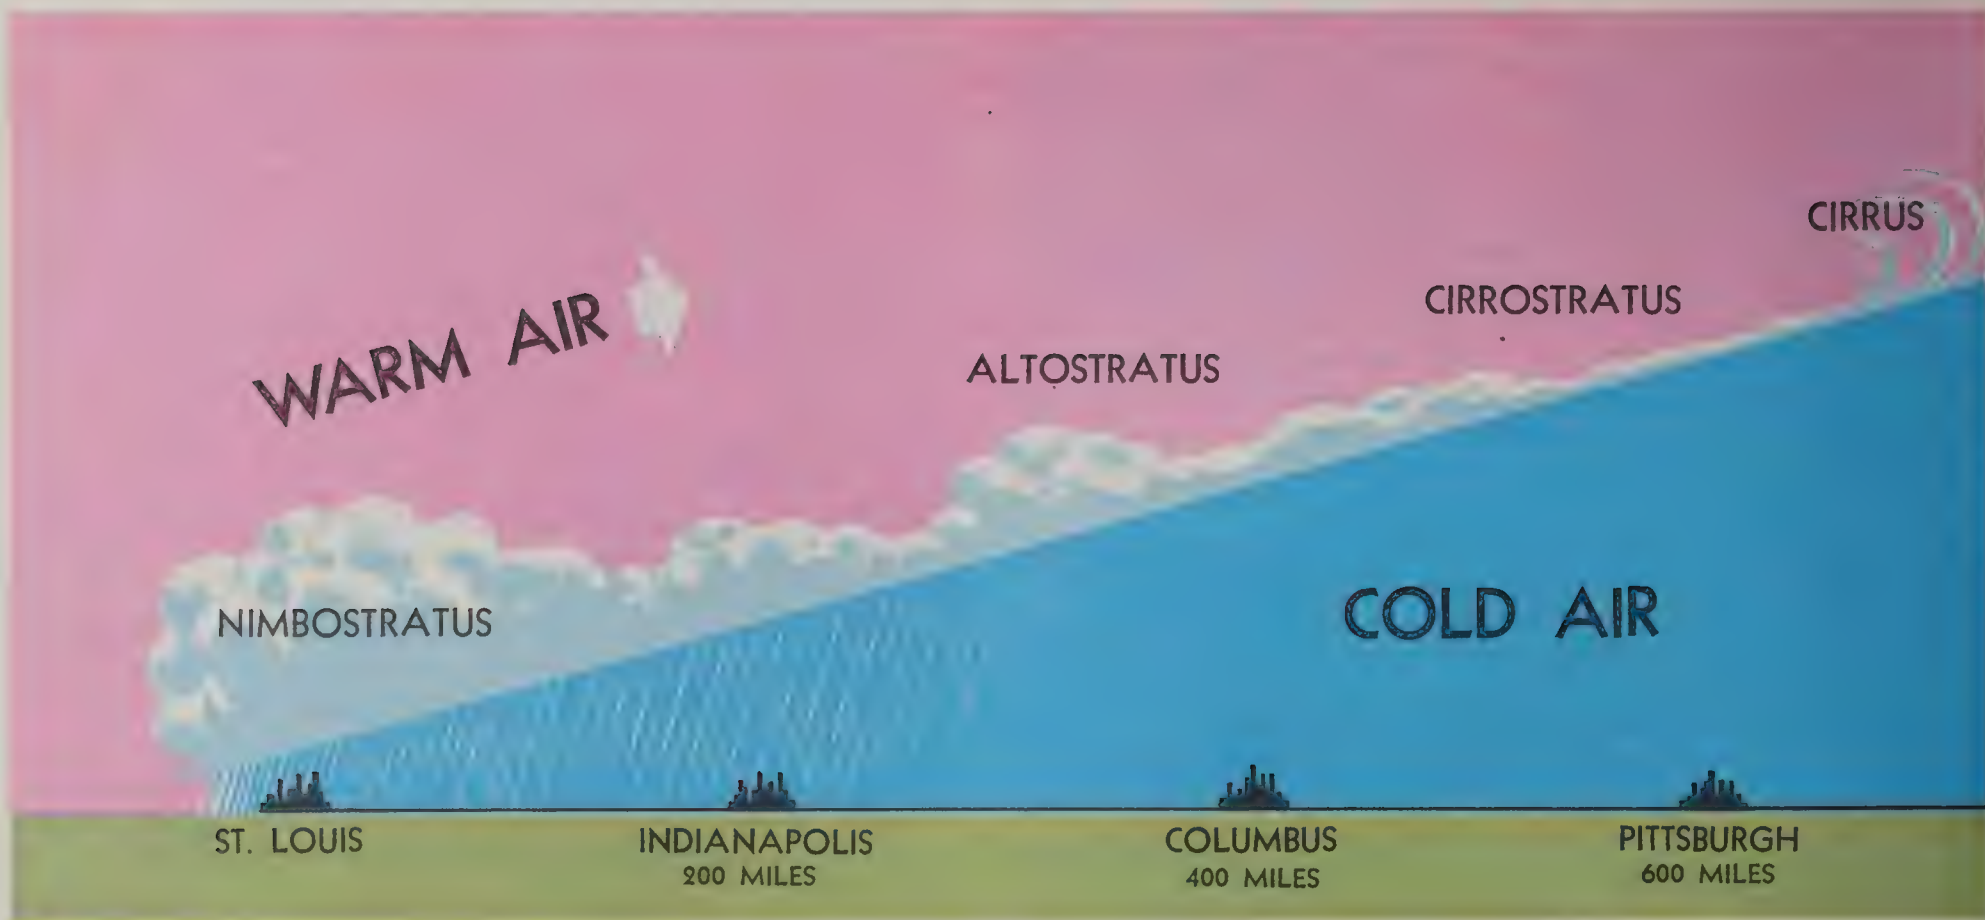 CIRRUS
CIRROSTRATUS
WARM AIR
ALTOSTRATUS
NIMBOSTRATUS
COLD AIR
ST. LOUIS
INDIANAPOLIS
200 MILES
COLUMBUS
400 MILES
PITTSBURGH
600 MILES